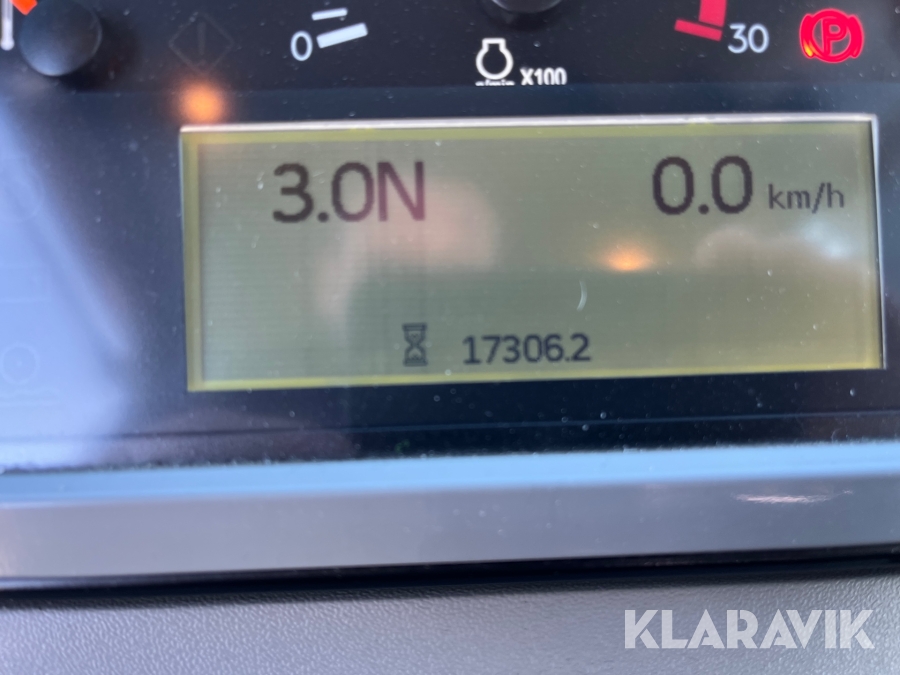 0 30 P
X100
3.0N 0.0 km/h
17306.2
KLARAVIK